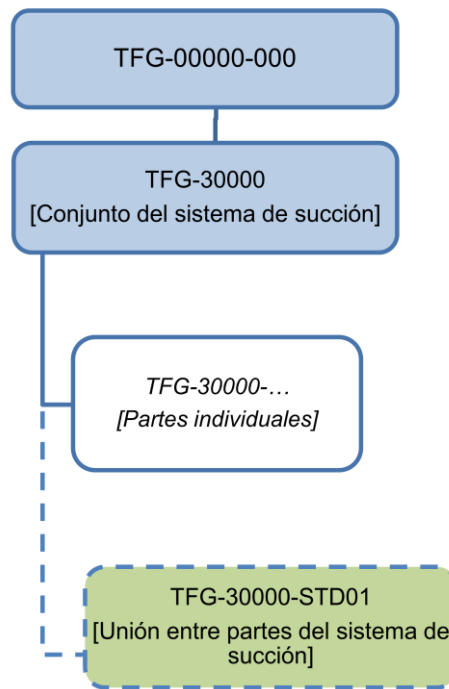 TFG-00000-000
TFG-30000
[Conjunto del sistema de succión]
TFG-30000-…
[Partes individuales]
TFG-30000-STD01
[Unión entre partes del sistema de
succión]